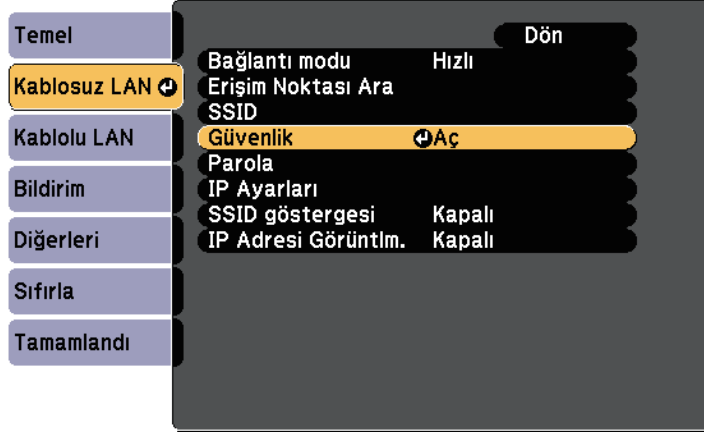 Temel
Kablosuz LAN
Kablolu LAN
Bildirim
Diğerleri
Sıfırla
Tamamlandı
Dön
Bağlantı modu Hızlı
Erişim Noktası Ara
SSID
Güvenlik Aç
Parola
IP Ayarları
SSID göstergesi Kapalı
IP Adresi Görüntlm. Kapalı